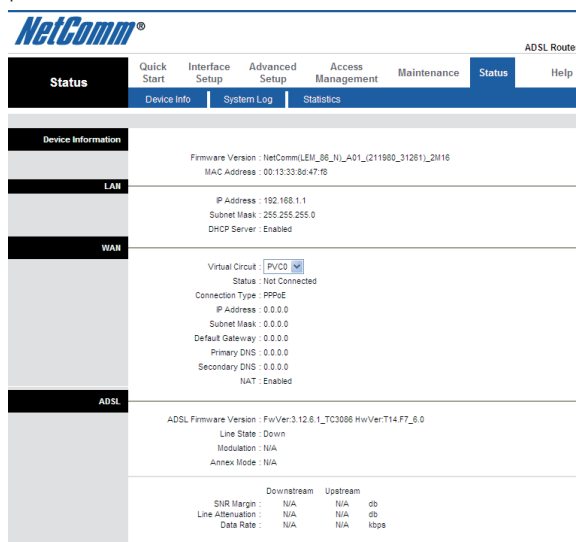 NetComm®
ADSL Route
Status
Quick Start
Interface Setup
Advanced Setup
Access Management
Maintenance
Status
Help
Device Info
System Log
Statistics
Device Information
Firmware Version : NetComm(LEM_86_N)_A01_(211980_31261)_2M16
MAC Address : 00:13:33:8d:47:f8
LAN
IP Address : 192.168.1.1
Subnet Mask : 255.255.255.0
DHCP Server : Enabled
WAN
Virtual Circuit : PVC0
Status : Not Connected
Connection Type : PPPoE
IP Address : 0.0.0.0
Subnet Mask : 0.0.0.0
Default Gateway : 0.0.0.0
Primary DNS : 0.0.0.0
Secondary DNS : 0.0.0.0
NAT : Enabled
ADSL
ADSL Firmware Version : FwVer:3.12.6.1_TC3086 HwVer:T14.F7_6.0
Line State : Down
Modulation : N/A
Annex Mode : N/A
Downstream Upstream
SNR Margin : N/A N/A db
Line Attenuation : N/A N/A db
Data Rate : N/A N/A kbps